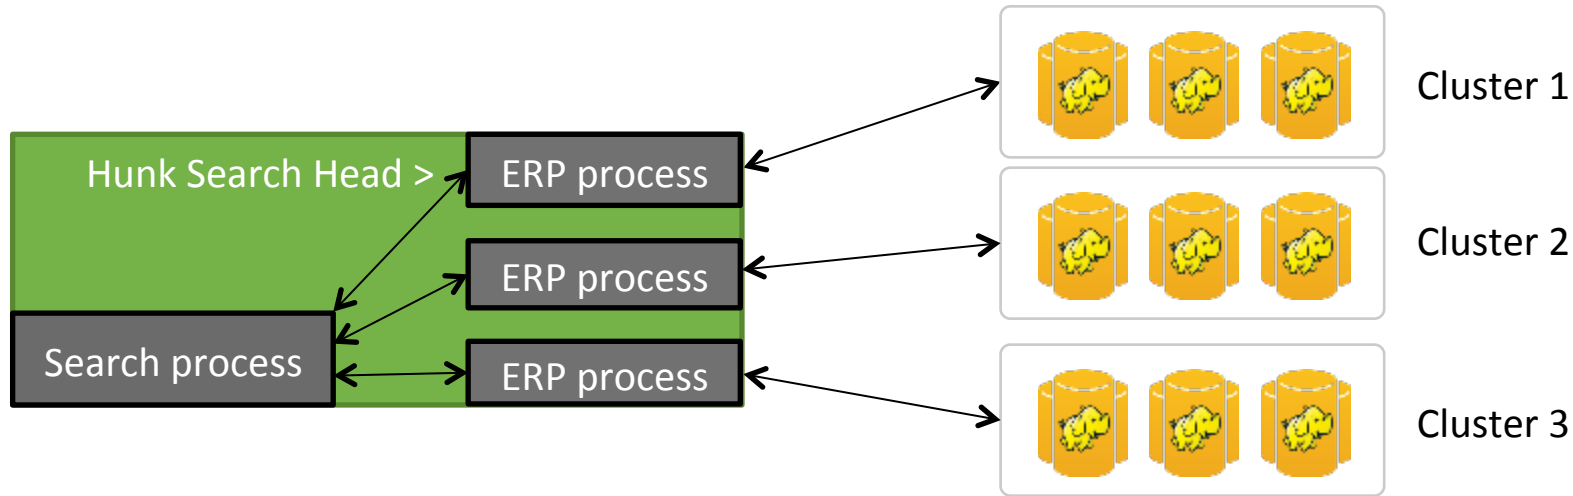 Cluster 1
Hunk Search Head >
ERP process
Cluster 2
ERP process
Search process
ERP process
Cluster 3